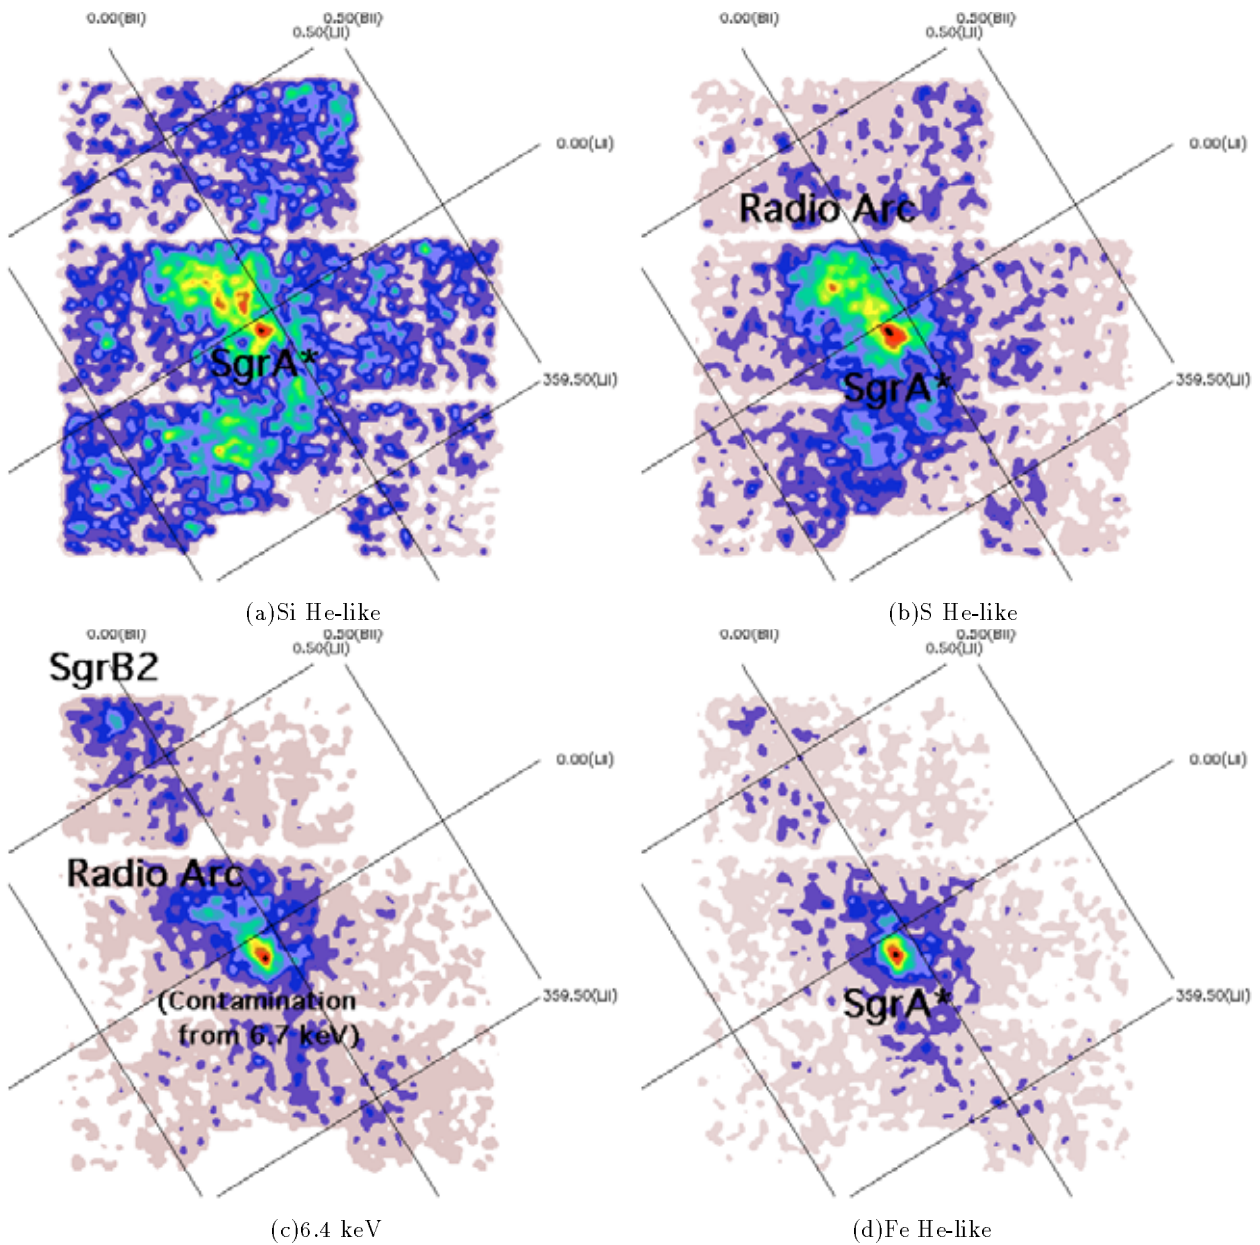 0.00(BII)
0.50(BII)
0.50(LII)
0.00(LII)
SgrA*
359.50(LII)
(a)Si He-like
0.00(BII)
0.50(BII)
0.50(LII)
0.00(LII)
Radio Arc
359.50(LII)
SgrA*
(b)S He-like
0.00(BII)
0.50(BII)
0.50(LII)
SgrB2
0.00(LII)
Radio Arc
359.50(LII)
(Contamination
from 6.7 keV)
(c)6.4 keV
0.00(BII)
0.50(BII)
0.50(LII)
0.00(LII)
359.50(LII)
SgrA*
(d)Fe He-like